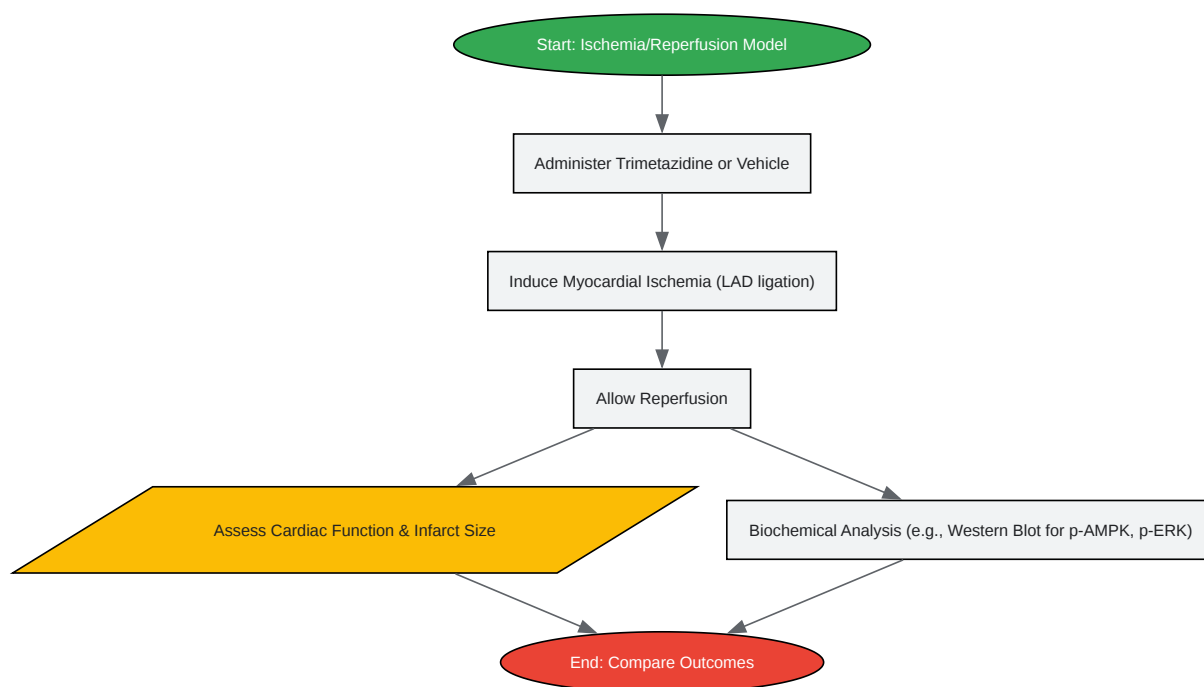 Start: Ischemia/Reperfusion Model
Administer Trimetazidine or Vehicle
Induce Myocardial Ischemia (LAD ligation)
Allow Reperfusion
Assess Cardiac Function & Infarct Size
Biochemical Analysis (e.g., Western Blot for p-AMPK, p-ERK)
End: Compare Outcomes